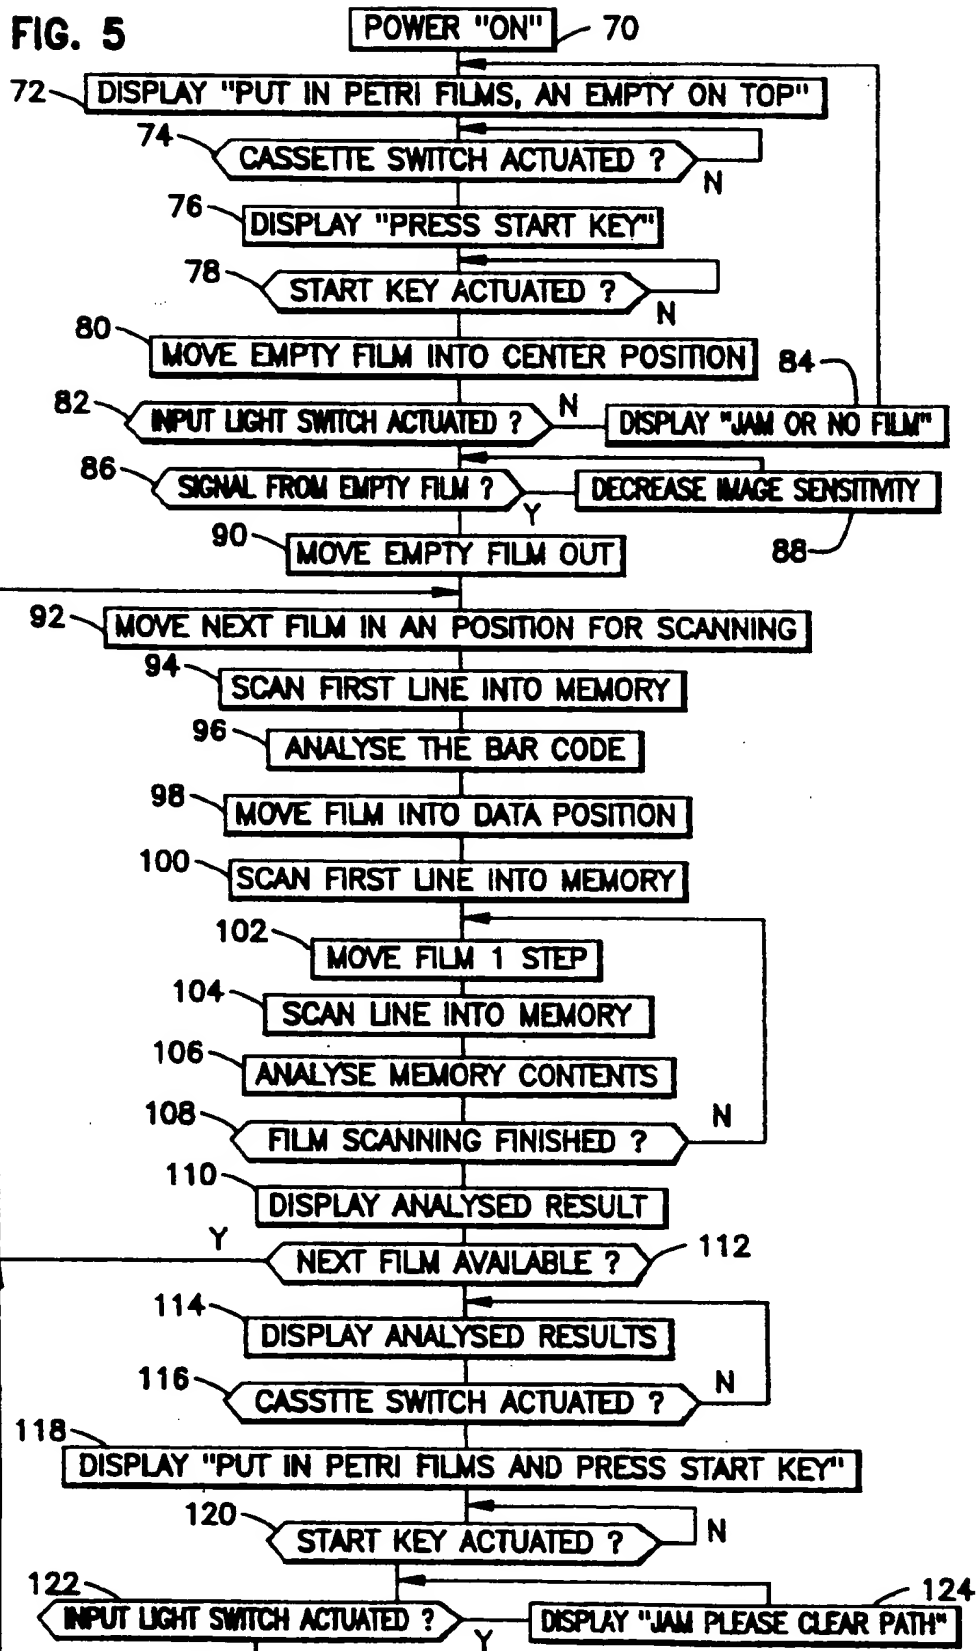 FIG. 5
POWER "ON" 70
72 DISPLAY "PUT IN PETRI FILMS, AN EMPTY ON TOP"
74 CASSETTE SWITCH ACTUATED ?
N
76 DISPLAY "PRESS START KEY"
78 START KEY ACTUATED ?
N
80 MOVE EMPTY FILM INTO CENTER POSITION
82 INPUT LIGHT SWITCH ACTUATED ? N
84 DISPLAY "JAM OR NO FILM"
86 SIGNAL FROM EMPTY FILM ? Y
DECREASE IMAGE SENSITIVITY 88
90 MOVE EMPTY FILM OUT
92 MOVE NEXT FILM IN AN POSITION FOR SCANNING
94 SCAN FIRST LINE INTO MEMORY
96 ANALYSE THE BAR CODE
98 MOVE FILM INTO DATA POSITION
100 SCAN FIRST LINE INTO MEMORY
102 MOVE FILM 1 STEP
104 SCAN LINE INTO MEMORY
106 ANALYSE MEMORY CONTENTS
108 FILM SCANNING FINISHED ? N
110 DISPLAY ANALYSED RESULT
Y NEXT FILM AVAILABLE ? 112
114 DISPLAY ANALYSED RESULTS
116 CASSTTE SWITCH ACTUATED ? N
118 DISPLAY "PUT IN PETRI FILMS AND PRESS START KEY"
120 START KEY ACTUATED ? N
122 INPUT LIGHT SWITCH ACTUATED ? Y
124 DISPLAY "JAM PLEASE CLEAR PATH"